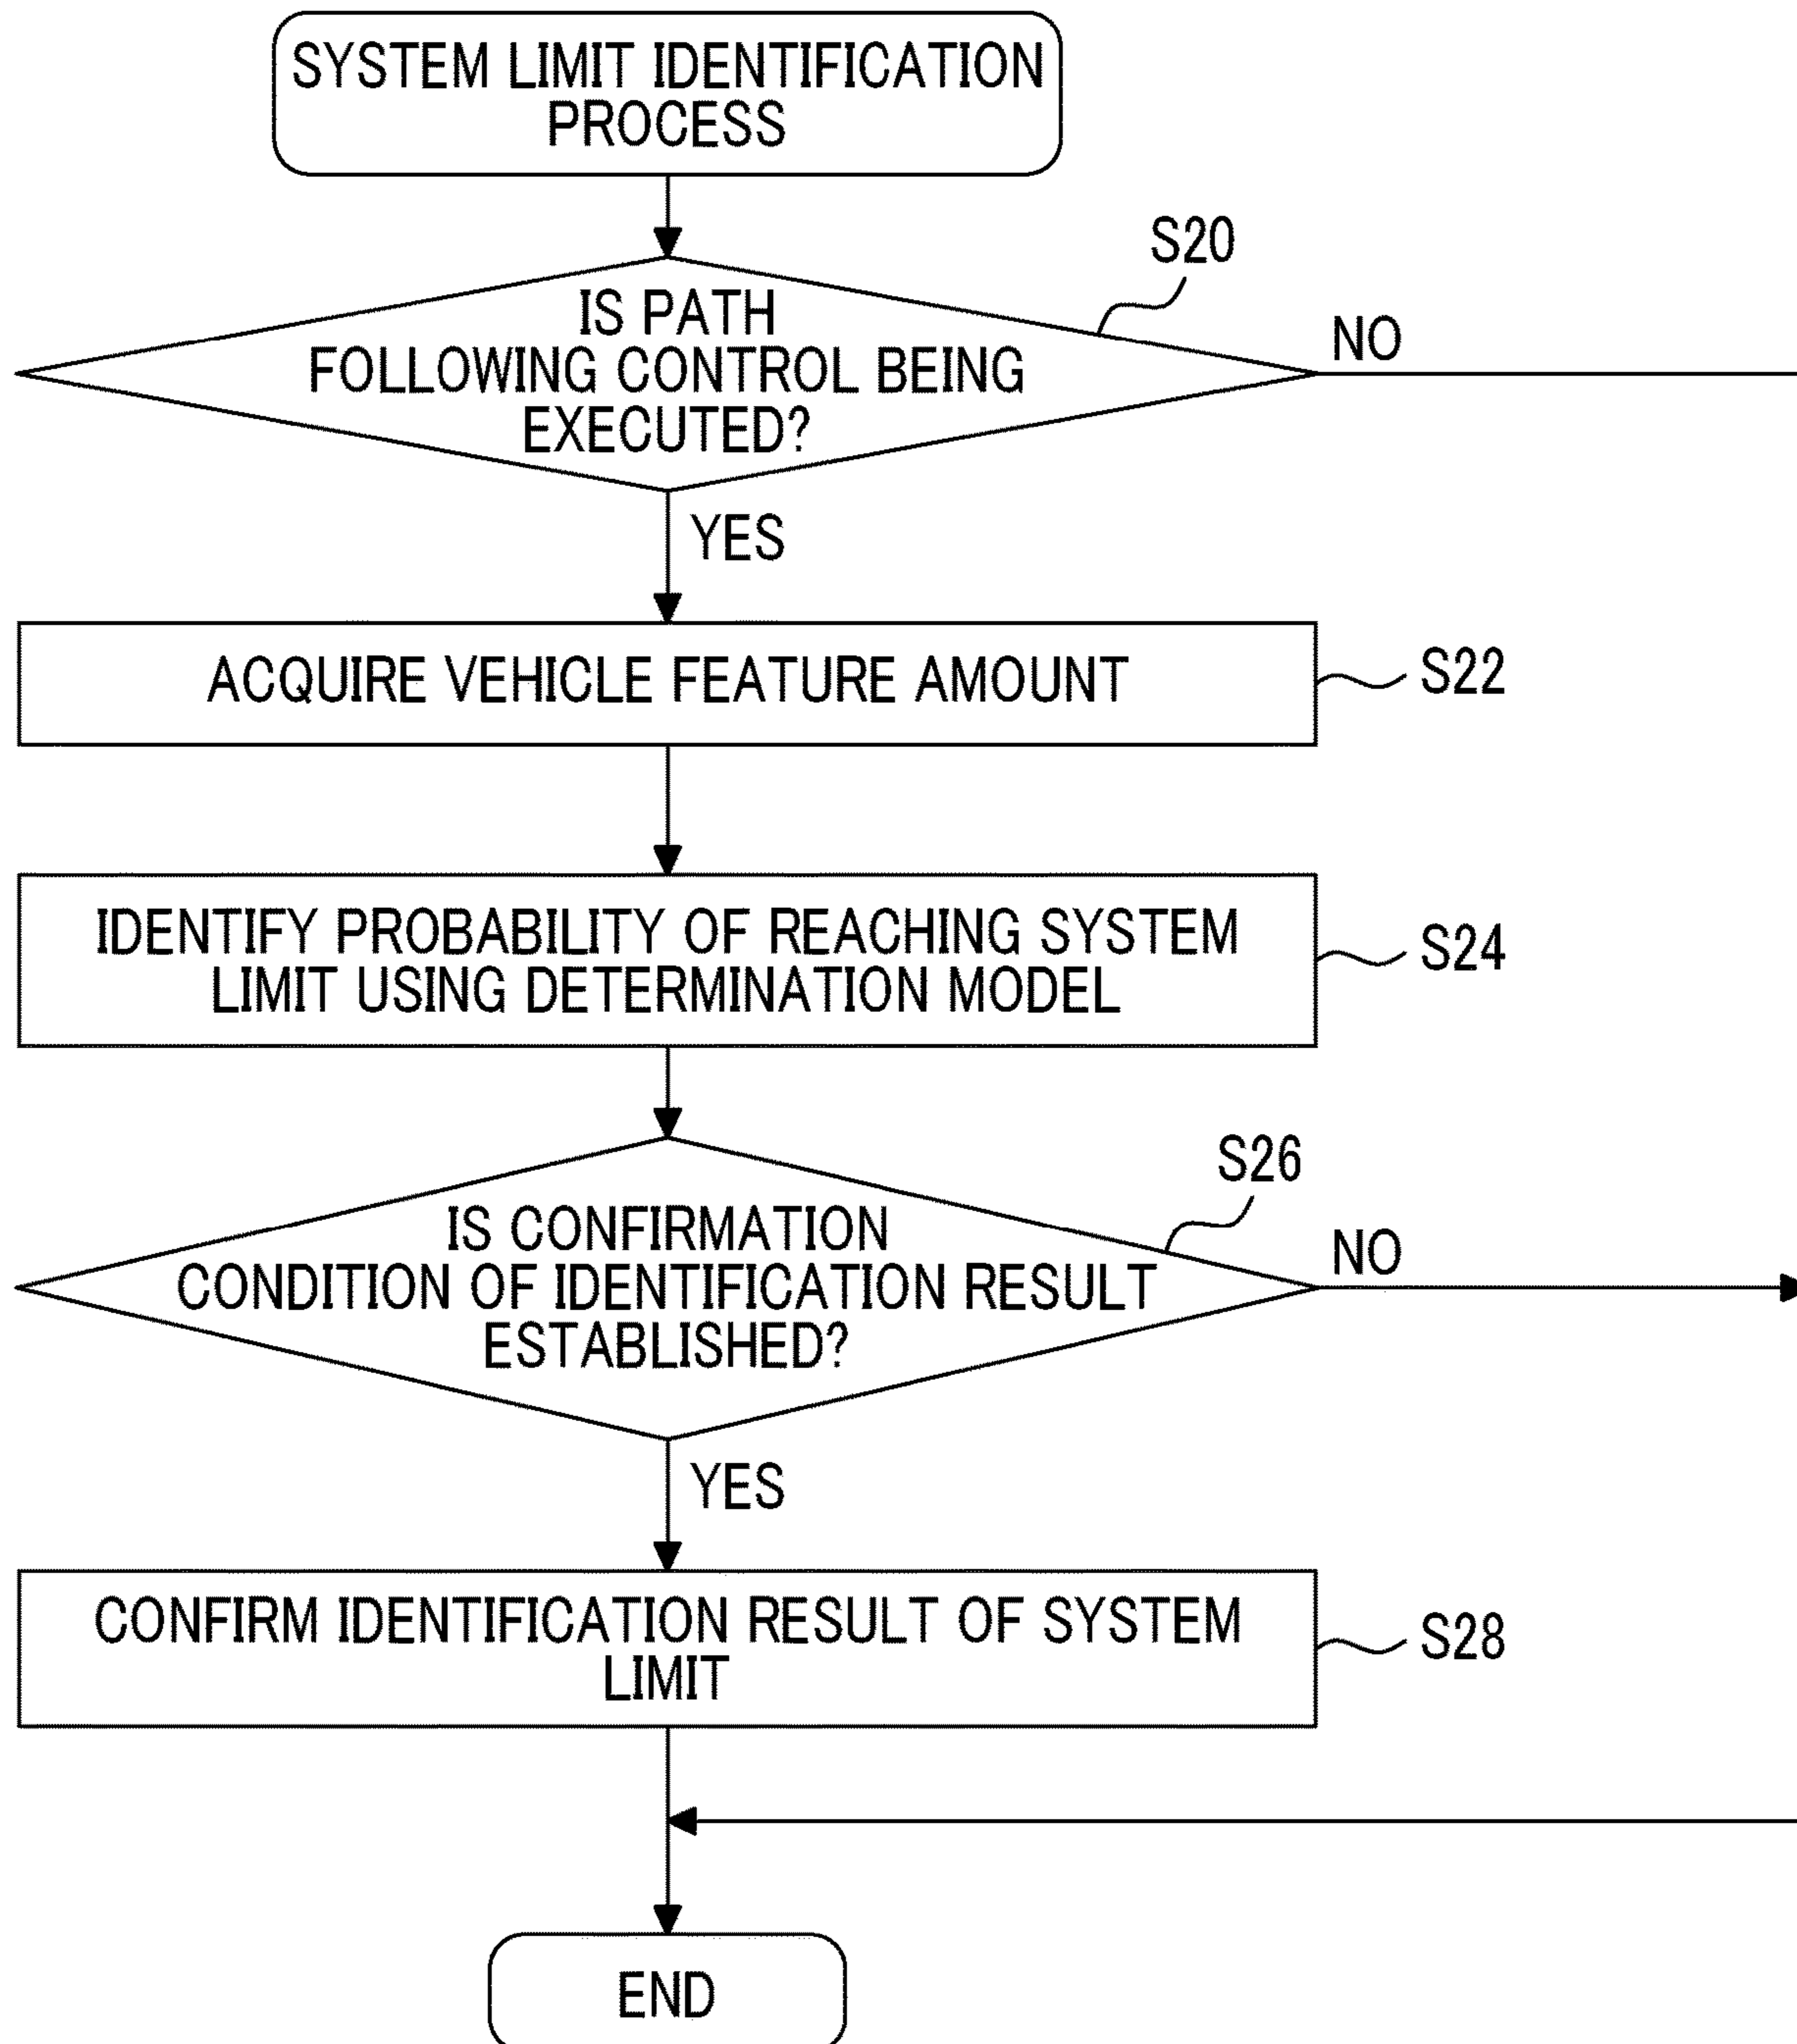 SYSTEM LIMIT IDENTIFICATION
PROCESS
S20
IS PATH
FOLLOWING CONTROL BEING
EXECUTED?
NO
YES
ACQUIRE VEHICLE FEATURE AMOUNT
S22
IDENTIFY PROBABILITY OF REACHING SYSTEM
LIMIT USING DETERMINATION MODEL
S24
S26
IS CONFIRMATION
CONDITION OF IDENTIFICATION RESULT
ESTABLISHED?
NO
YES
CONFIRM IDENTIFICATION RESULT OF SYSTEM
LIMIT
S28
END